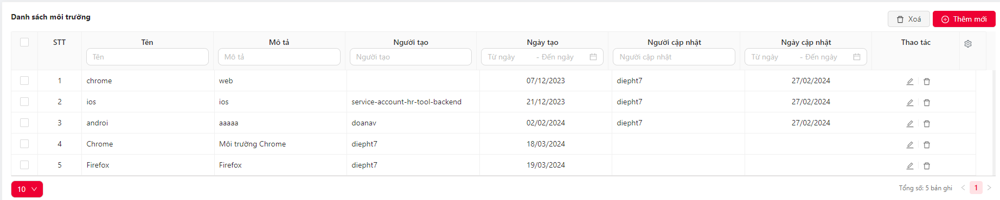 Danh sách môi trường
Xoá Thêm mới
STT Tên Mô tả Người tạo Ngày tạo Người cập nhật Ngày cập nhật Thao tác
Tên Mô tả Người tạo Từ ngày - Đến ngày Người cập nhật Từ ngày - Đến ngày
1 chrome web 07/12/2023 diepht7 27/02/2024
2 ios ios service-account-hr-tool-backend 21/12/2023 diepht7 27/02/2024
3 androi aaaaa doanav 02/02/2024 diepht7 27/02/2024
4 Chrome Môi trường Chrome diepht7 18/03/2024
5 Firefox Firefox diepht7 19/03/2024
10 Tổng số: 5 bản ghi < 1 >